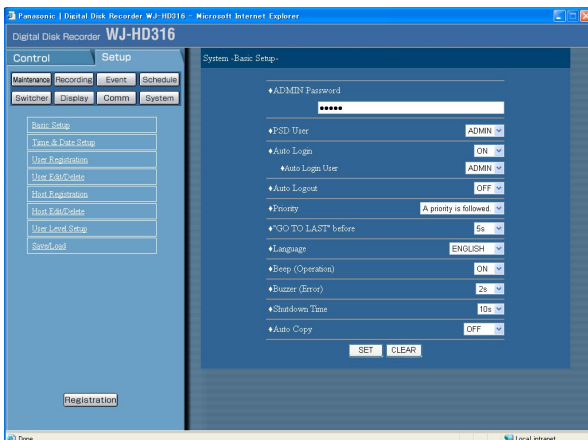 Panasonic | Digital Disk Recorder WJ-HD316 - Microsoft Internet Explorer
Digital Disk Recorder WJ-HD316
Control Setup
Maintenance Recording Event Schedule
Switcher Display Comm System
Basic Setup
Time & Date Setup
User Registration
User Edit/Delete
Host Registration
Host Edit/Delete
User Level Setup
Save/Load
Registration
System -Basic Setup-
♦ADMIN Password
●●●●●
♦PSD User ADMIN
♦Auto Login ON
♦Auto Login User ADMIN
♦Auto Logout OFF
♦Priority A priority is followed.
♦"GO TO LAST" before 5s
♦Language ENGLISH
♦Beep (Operation) ON
♦Buzzer (Error) 2s
♦Shutdown Time 10s
♦Auto Copy OFF
SET CLEAR
Done Local intranet